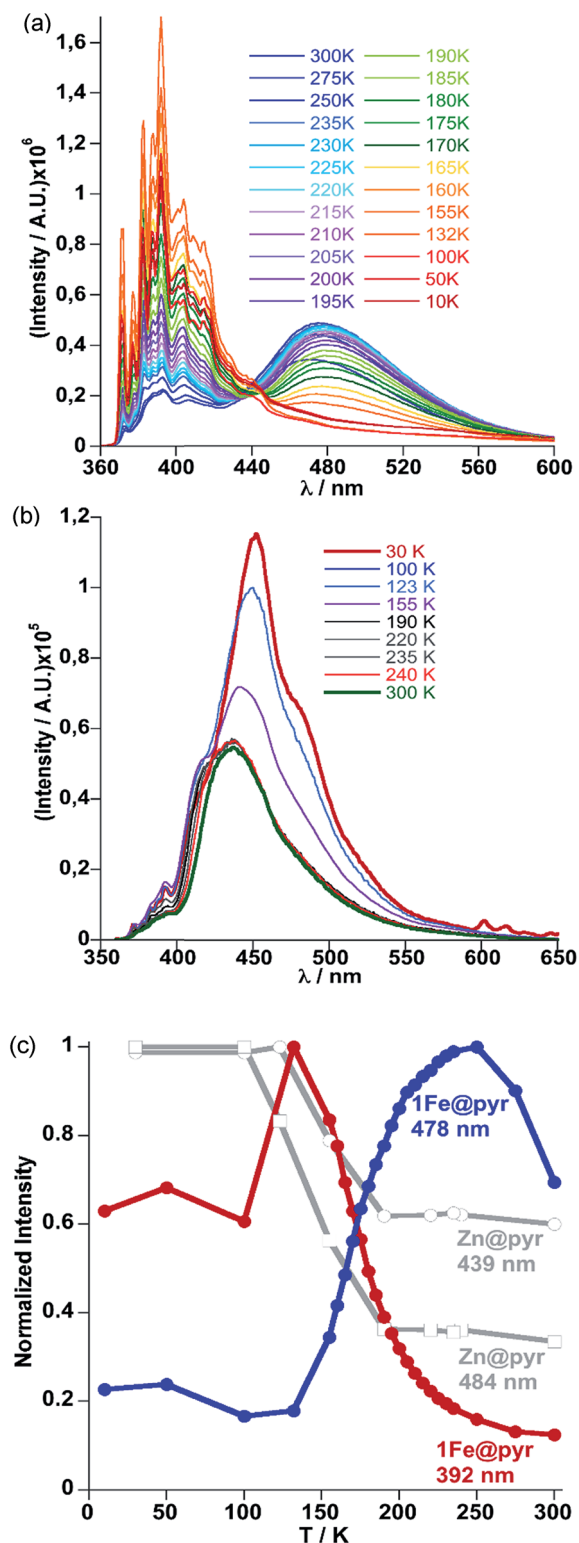 (a)
1,6
1,4
1,2
1
0,8
0,6
0,4
0,2
0
(Intensity / A.U.)x10⁶
300K 190K
275K 185K
250K 180K
235K 175K
230K 170K
225K 165K
220K 160K
215K 155K
210K 132K
205K 100K
200K 50K
195K 10K
360 400 440 480 520 560 600
λ / nm
(b)
1,2
1
0,8
0,6
0,4
0,2
0
(Intensity / A.U.)x10⁵
30 K
100 K
123 K
155 K
190 K
220 K
235 K
240 K
300 K
350 400 450 500 550 600 650
λ / nm
(c)
1
0.8
0.6
0.4
0.2
0
Normalized Intensity
1Fe@pyr
478 nm
Zn@pyr
439 nm
Zn@pyr
484 nm
1Fe@pyr
392 nm
0 50 100 150 200 250 300
T / K